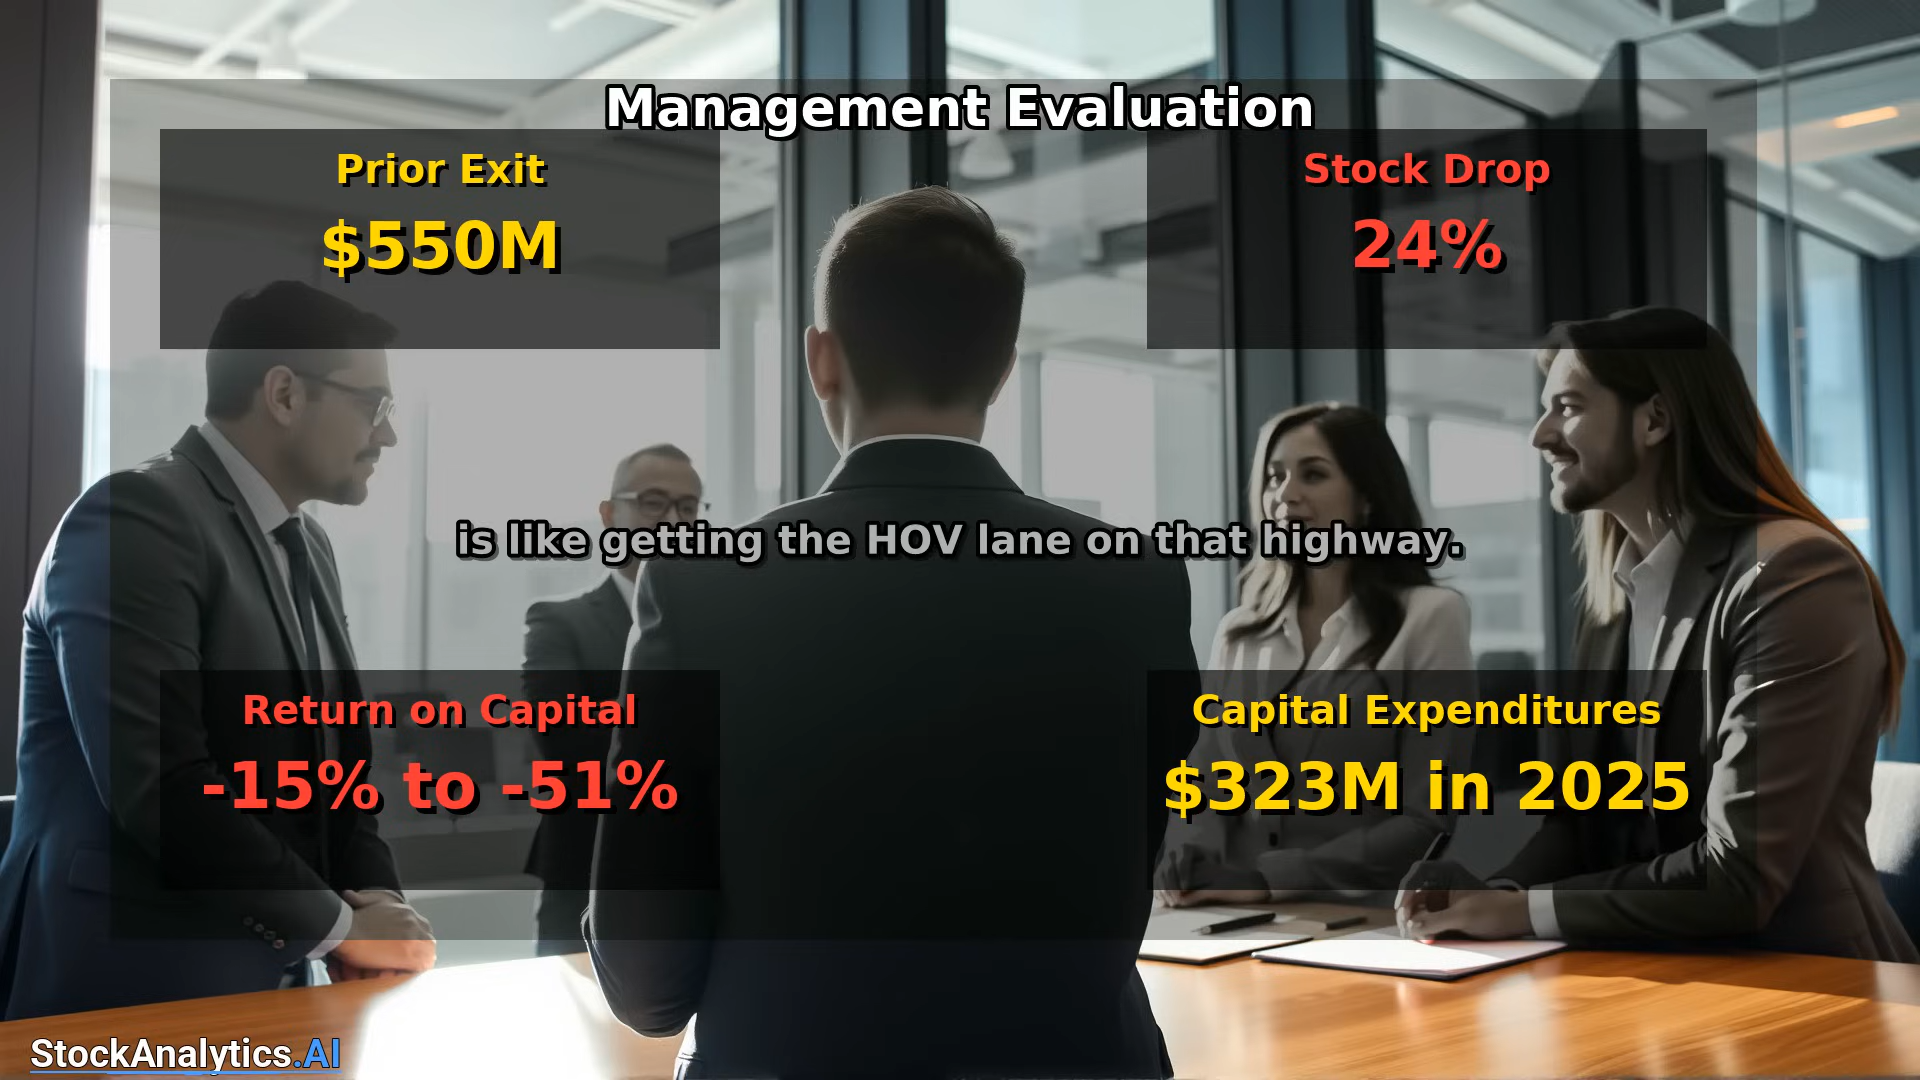 Management Evaluation
Prior Exit
$550M
Stock Drop
24%
is like getting the HOV lane on that highway.
Return on Capital
-15% to -51%
Capital Expenditures
$323M in 2025
StockAnalytics.AI